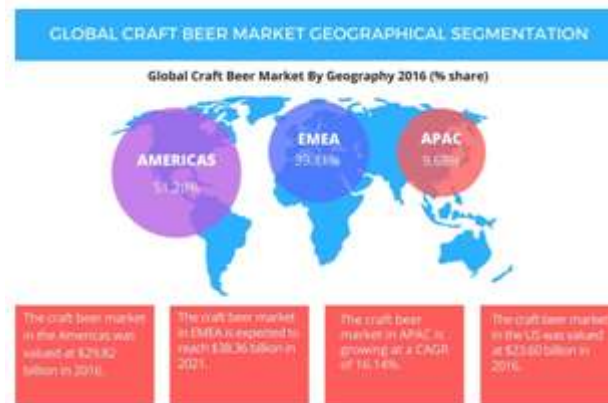 GLOBAL CRAFT BEER MARKET GEOGRAPHICAL SEGMENTATION
Global Craft Beer Market By Geography 2016 (% share)
AMERICAS
EMEA
APAC
9.68%
The craft beer market
in the Americas was
valued at $29.82
billion in 2016.
The craft beer market
in EMEA is expected to
reach $38.36 billion in
2021.
The craft beer
market in APAC is
growing at a CAGR
of 16.14%.
The craft beer market
in the US was valued
at $23.60 billion in
2016.